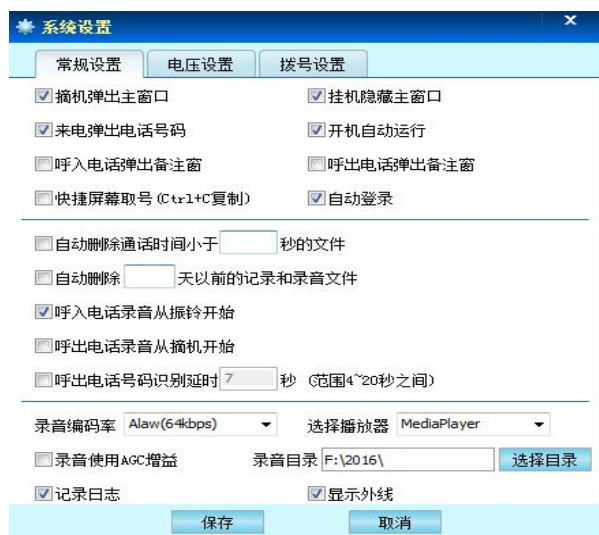 系统设置 X
常规设置 电压设置 拨号设置
摘机弹出主窗口 挂机隐藏主窗口
来电弹出电话号码 开机自动运行
呼入电话弹出备注窗 呼出电话弹出备注窗
快捷屏幕取号(Ctrl+C复制) 自动登录
自动删除通话时间小于 秒的文件
自动删除 天以前的记录和录音文件
呼入电话录音从振铃开始
呼出电话录音从摘机开始
呼出电话号码识别延时 7 秒 (范围4~20秒之间)
录音编码率 Alaw(64kbps) 选择播放器 MediaPlayer
录音使用AGC增益 录音目录 F:\2016\ 选择目录
记录日志 显示外线
保存 取消